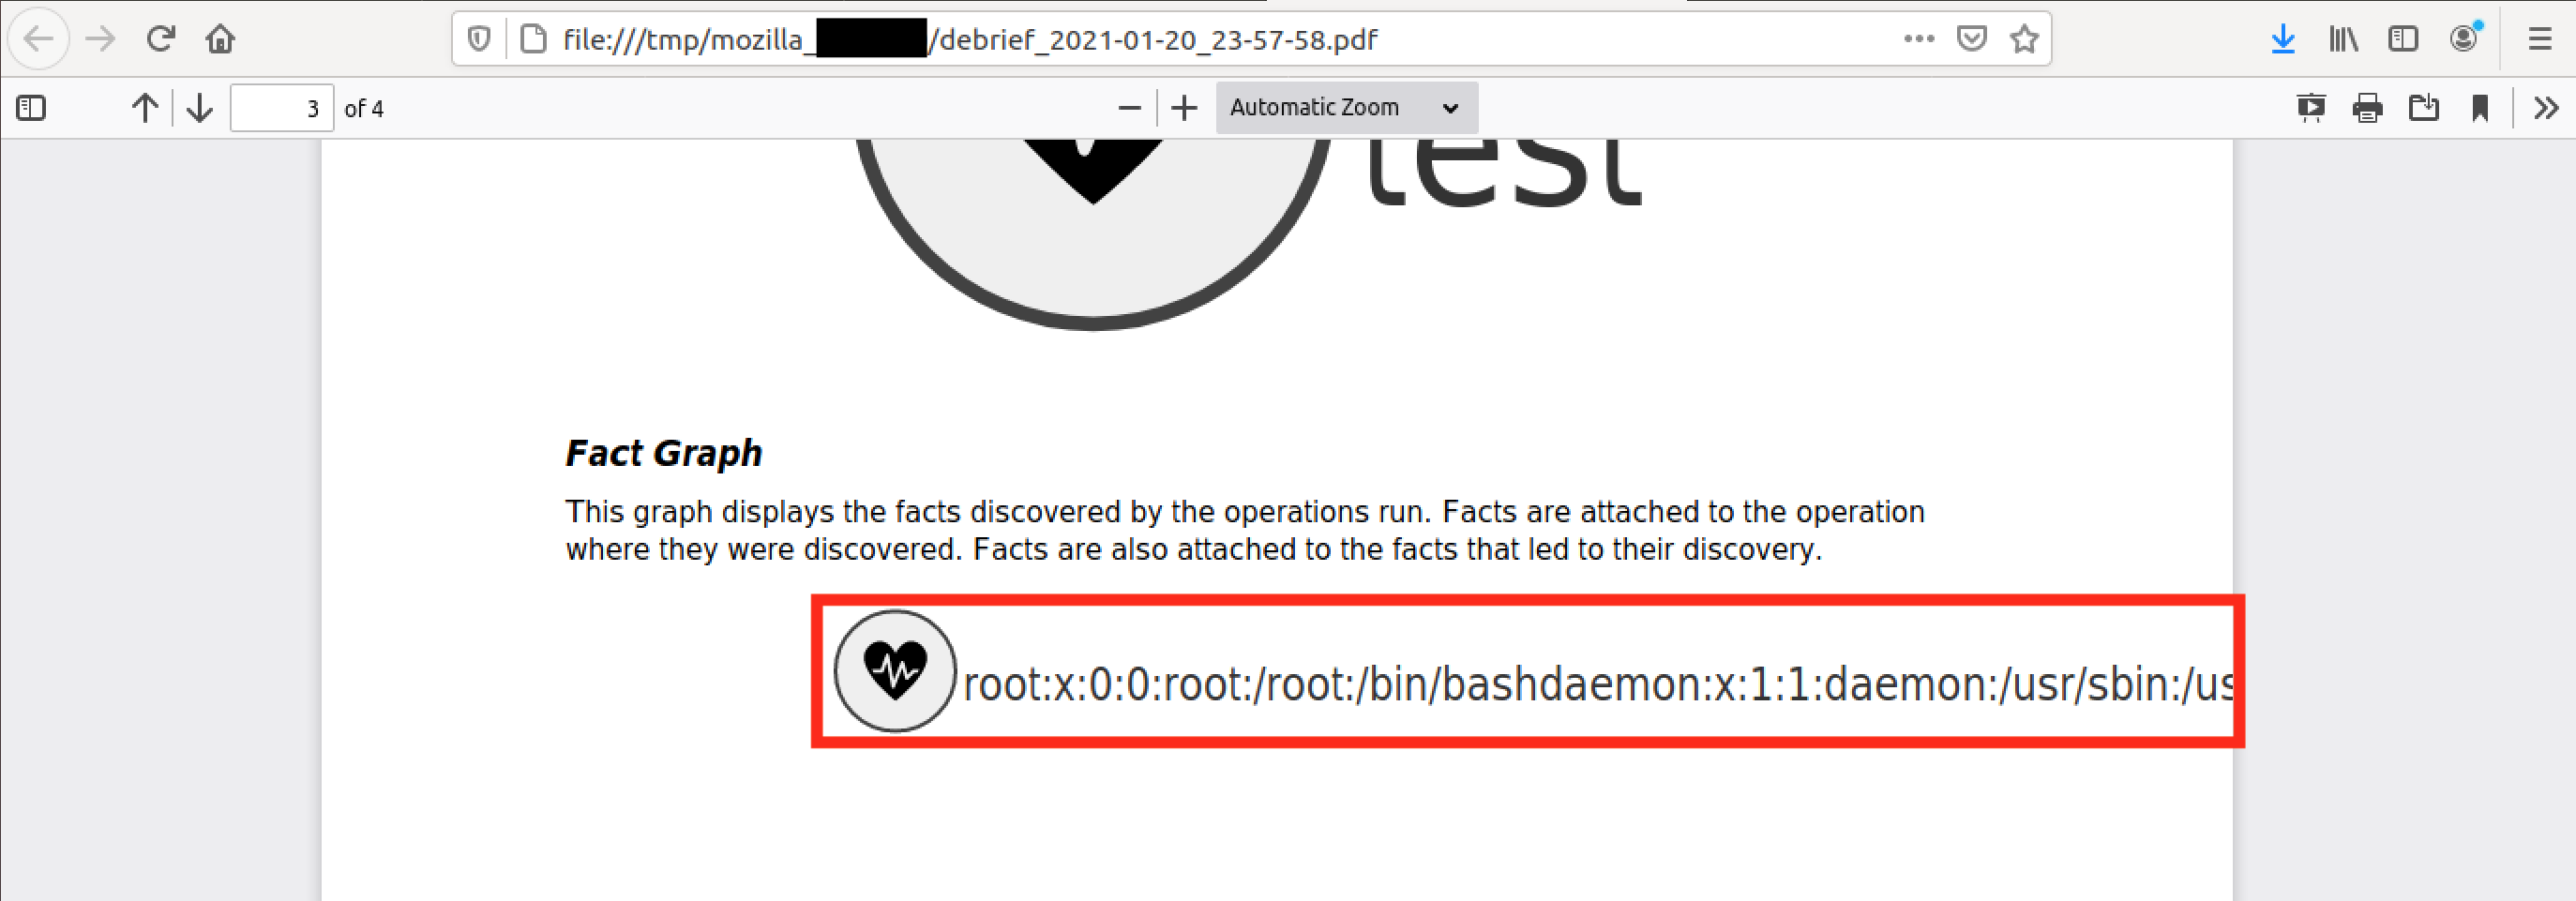 file:///tmp/mozilla_ /debrief_2021-01-20_23-57-58.pdf
3 of 4
Automatic Zoom
test
Fact Graph
This graph displays the facts discovered by the operations run. Facts are attached to the operation
where they were discovered. Facts are also attached to the facts that led to their discovery.
root:x:0:0:root:/root:/bin/bashdaemon:x:1:1:daemon:/usr/sbin:/us